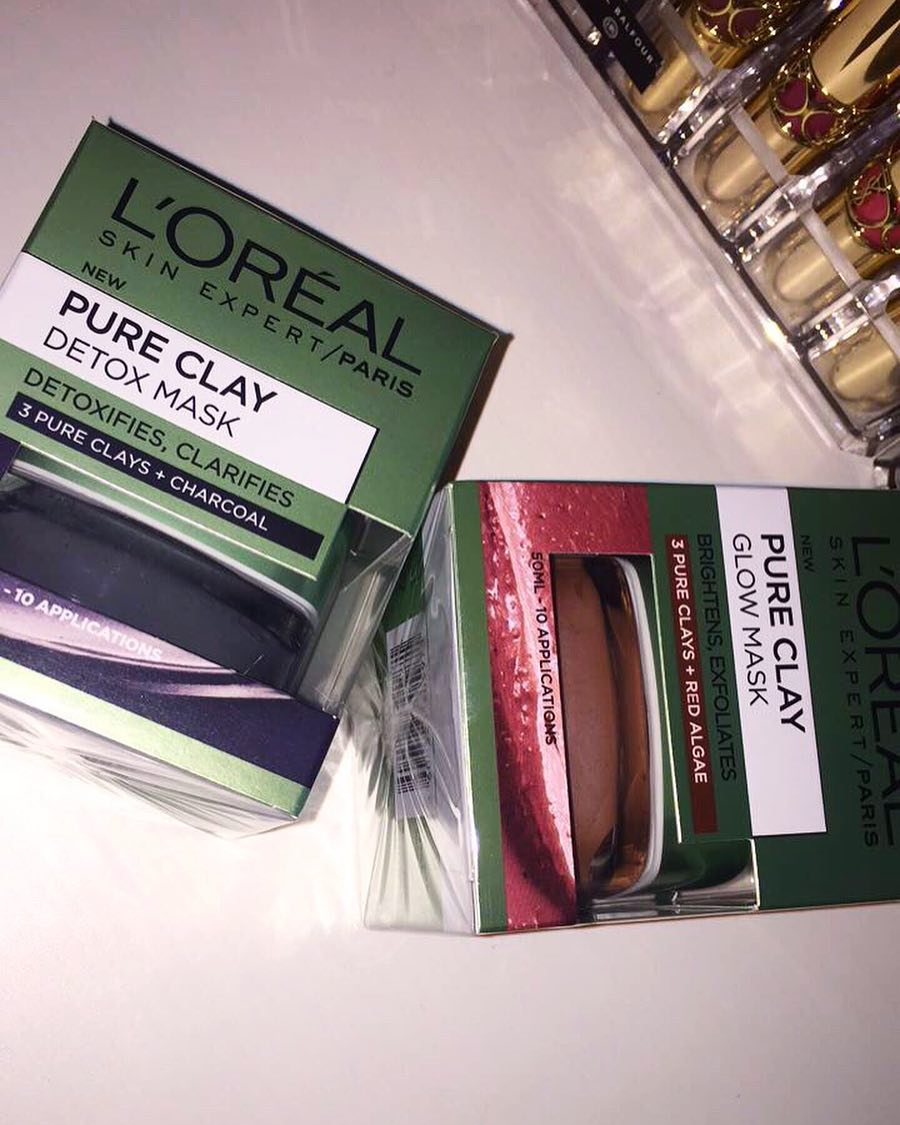 L'ORÉAL
SKIN EXPERT/PARIS
NEW
PURE CLAY
DETOX MASK
DETOXIFIES, CLARIFIES
3 PURE CLAYS + CHARCOAL
- 10 APPLICATIONS
L'ORÉAL
SKIN EXPERT/PARIS
NEW
PURE CLAY
GLOW MASK
BRIGHTENS, EXFOLIATES
3 PURE CLAYS + RED ALGAE
50ML - 10 APPLICATIONS
BALFOUR